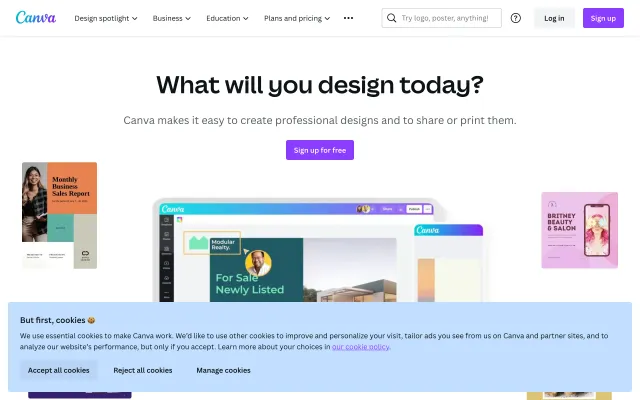 Canva
Design spotlight
Business
Education
Plans and pricing
Try logo, poster, anything!
Log in
Sign up
What will you design today?
Canva makes it easy to create professional designs and to share or print them.
Sign up for free
Monthly
Business
Sales Report
Canva
Share
Publish
Modular
Realty.
For Sale
Newly Listed
Canva
BRITNEY
BEAUTY
& SALON
But first, cookies 🍪
We use essential cookies to make Canva work. We'd like to use other cookies to improve and personalize your visit, tailor ads you see from us on Canva and partner sites, and to
analyze our website's performance, but only if you accept. Learn more about your choices in our cookie policy.
Accept all cookies
Reject all cookies
Manage cookies